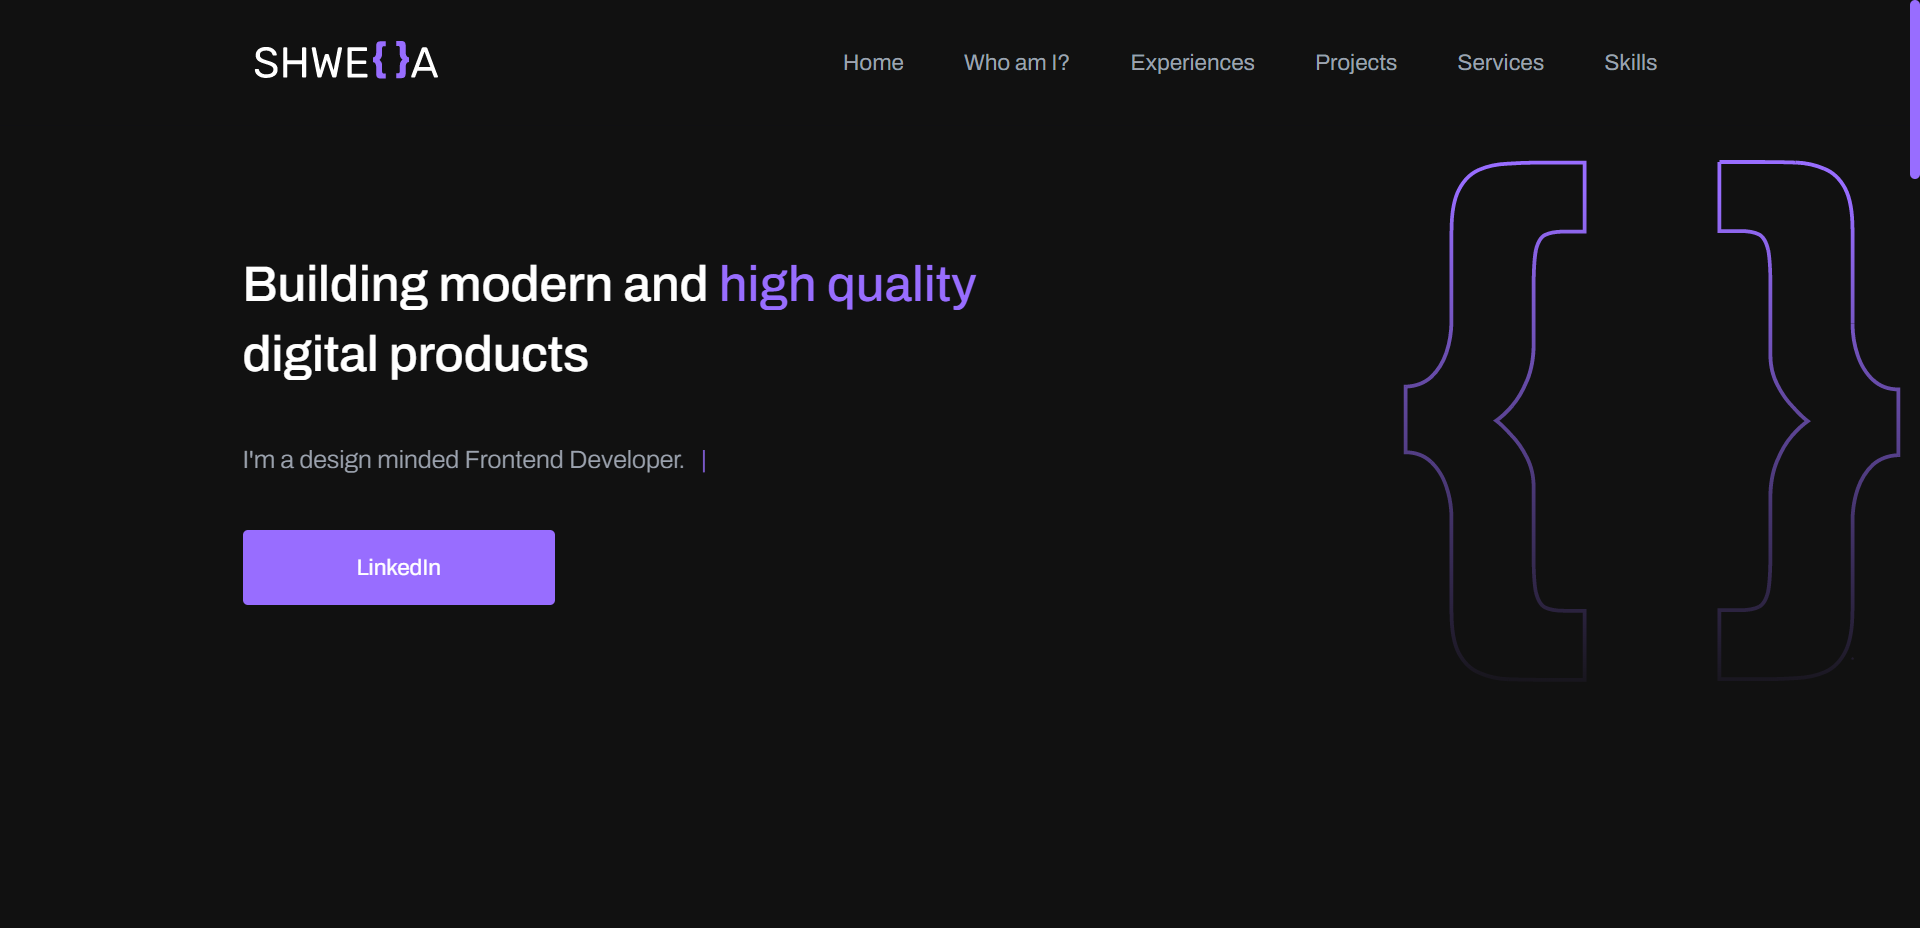 SHWE{ }A
Home
Who am I?
Experiences
Projects
Services
Skills
Building modern and high quality
digital products
I'm a design minded Frontend Developer. |
LinkedIn
{ }